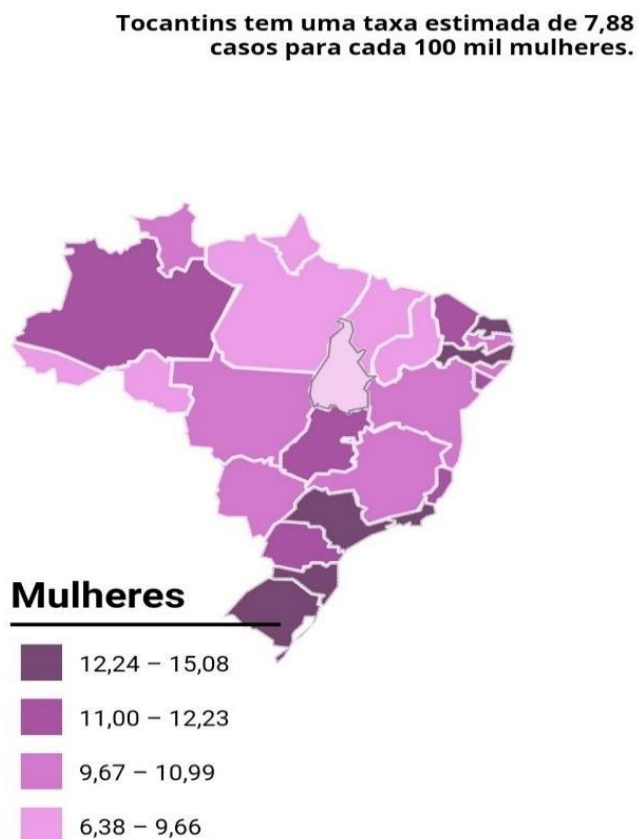 Tocantins tem uma taxa estimada de 7,88
casos para cada 100 mil mulheres.
Mulheres
12,24 – 15,08
11,00 – 12,23
9,67 – 10,99
6,38 – 9,66